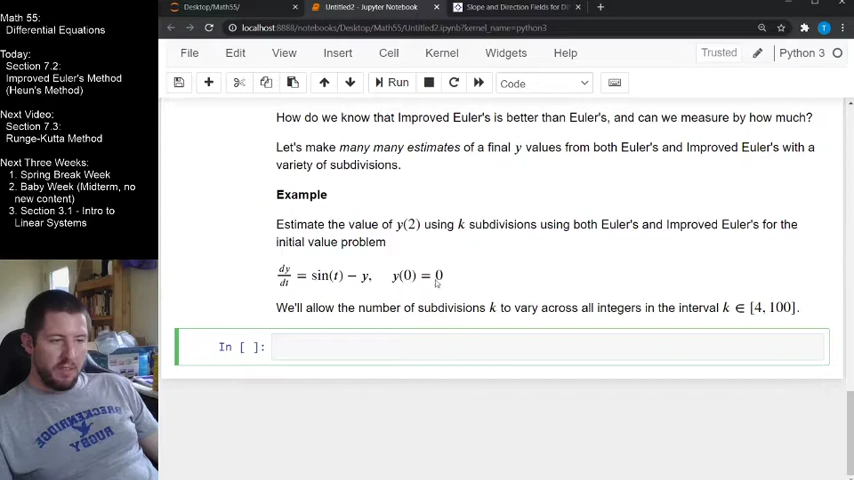 Math 55:
Differential Equations
Today:
Section 7.2:
Improved Euler's Method
(Heun's Method)
Next Video:
Section 7.3:
Runge-Kutta Method
Next Three Weeks:
1. Spring Break Week
2. Baby Week (Midterm, no
new content)
3. Section 3.1 - Intro to
Linear Systems
Desktop/Math55/
Untitled2 - Jupyter Notebook
Slope and Direction Fields for Di
localhost:8888/notebooks/Desktop/Math55/Untitled2.ipynb?kernel_name=python3
T
File Edit View Insert Cell Kernel Widgets Help
Trusted
Python 3
Run
Code
How do we know that Improved Euler's is better than Euler's, and can we measure by how much?
Let's make many many estimates of a final y values from both Euler's and Improved Euler's with a
variety of subdivisions.
Example
Estimate the value of y(2) using k subdivisions using both Euler's and Improved Euler's for the
initial value problem
dy/dt = sin(t) − y, y(0) = 0
We'll allow the number of subdivisions k to vary across all integers in the interval k ∈ [4, 100].
In [ ]:
BRECKENRIDGE
RUGBY